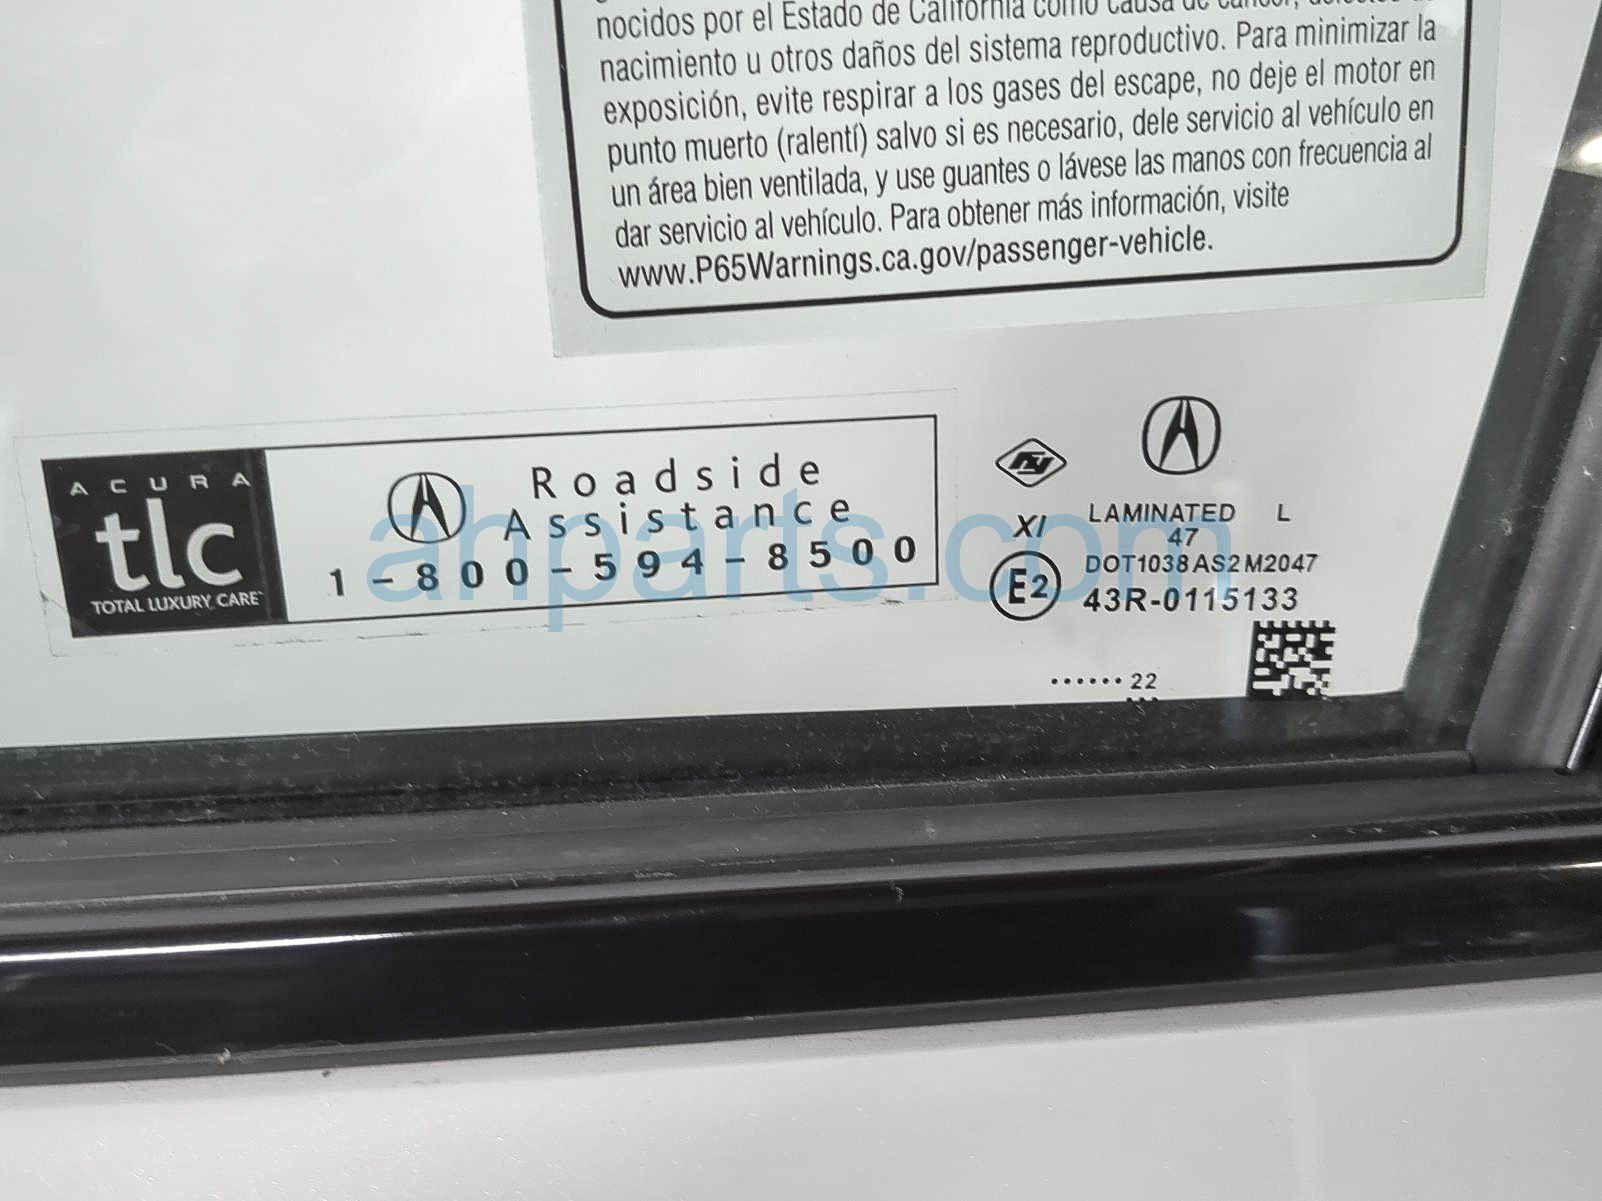 nocidos por el Estado de California como causa de cáncer, defectos de
nacimiento u otros daños del sistema reproductivo. Para minimizar la
exposición, evite respirar a los gases del escape, no deje el motor en
punto muerto (ralentí) salvo si es necesario, dele servicio al vehículo en
un área bien ventilada, y use guantes o lávese las manos con frecuencia al
dar servicio al vehículo. Para obtener más información, visite
www.P65Warnings.ca.gov/passenger-vehicle.
ACURA
tlc
TOTAL LUXURY CARE
Roadside
Assistance
1-800-594-8500
ahparts.com
XI
E2
LAMINATED L
47
DOT1038 AS2 M2047
43R-0115133
······22